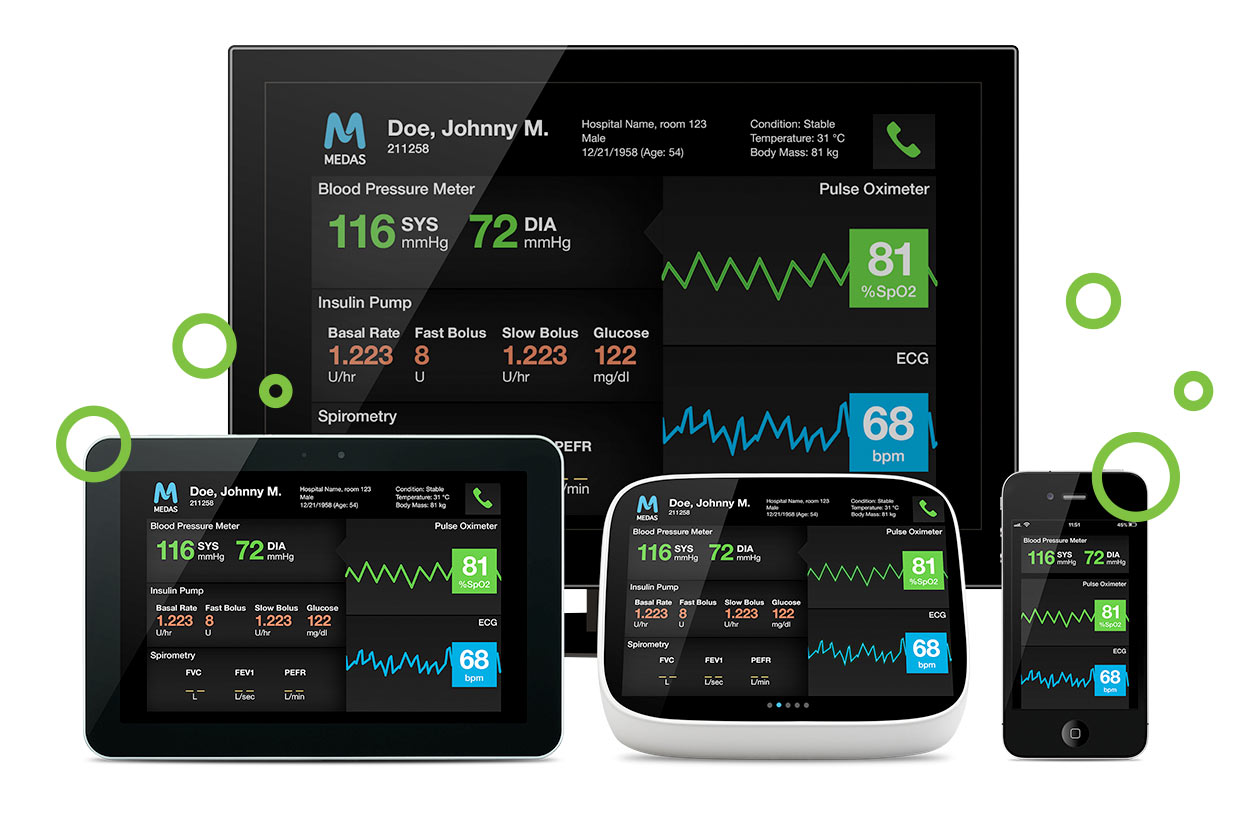 MEDAS
Doe, Johnny M.
211258
Hospital Name, room 123
Male
12/21/1958 (Age: 54)
Condition: Stable
Temperature: 31 °C
Body Mass: 81 kg
Blood Pressure Meter
116 SYS mmHg 72 DIA mmHg
Pulse Oximeter
81
%SpO2
Insulin Pump
Basal Rate Fast Bolus Slow Bolus Glucose
1.223 8 1.223 122
U/hr U U/hr mg/dl
ECG
68
bpm
Spirometry
PEFR
/min
MEDAS
Doe, Johnny M.
211258
Hospital Name, room 123
Male
12/21/1958 (Age: 54)
Condition: Stable
Temperature: 31 °C
Body Mass: 81 kg
Blood Pressure Meter
116 SYS mmHg 72 DIA mmHg
Pulse Oximeter
81
%SpO2
Insulin Pump
Basal Rate Fast Bolus Slow Bolus Glucose
1.223 8 1.223 122
U/hr U U/hr mg/dl
ECG
68
bpm
Spirometry
FVC FEV1 PEFR
-- -- --
L L/sec L/min
MEDAS
Doe, Johnny M.
211258
Hospital Name, room 123
Male
12/21/1958 (Age: 54)
Condition: Stable
Temperature: 31 °C
Body Mass: 81 kg
Blood Pressure Meter
116 SYS mmHg 72 DIA mmHg
Pulse Oximeter
81
%SpO2
Insulin Pump
Basal Rate Fast Bolus Slow Bolus Glucose
1.223 8 1.223 122
U/hr U U/hr mg/dl
ECG
68
bpm
Spirometry
FVC FEV1 PEFR
-- -- --
L L/sec L/min
11:51
45%
Blood Pressure Meter
116 SYS mmHg 72 DIA mmHg
Pulse Oximeter
81
%SpO2
ECG
68
bpm